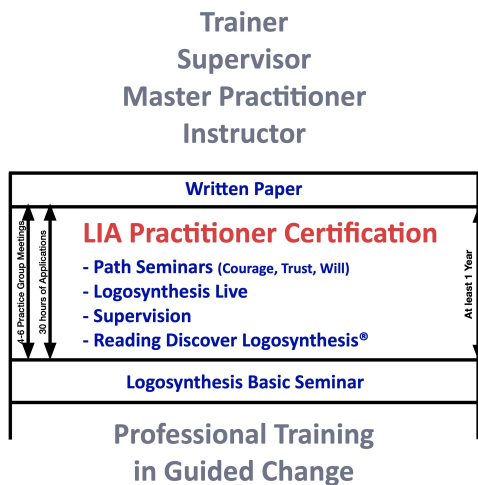 Trainer
Supervisor
Master Practitioner
Instructor
Written Paper
4-6 Practice Group Meetings
30 hours of Applications
LIA Practitioner Certification
- Path Seminars (Courage, Trust, Will)
- Logosynthesis Live
- Supervision
- Reading Discover Logosynthesis®
At least 1 Year
Logosynthesis Basic Seminar
Professional Training
in Guided Change